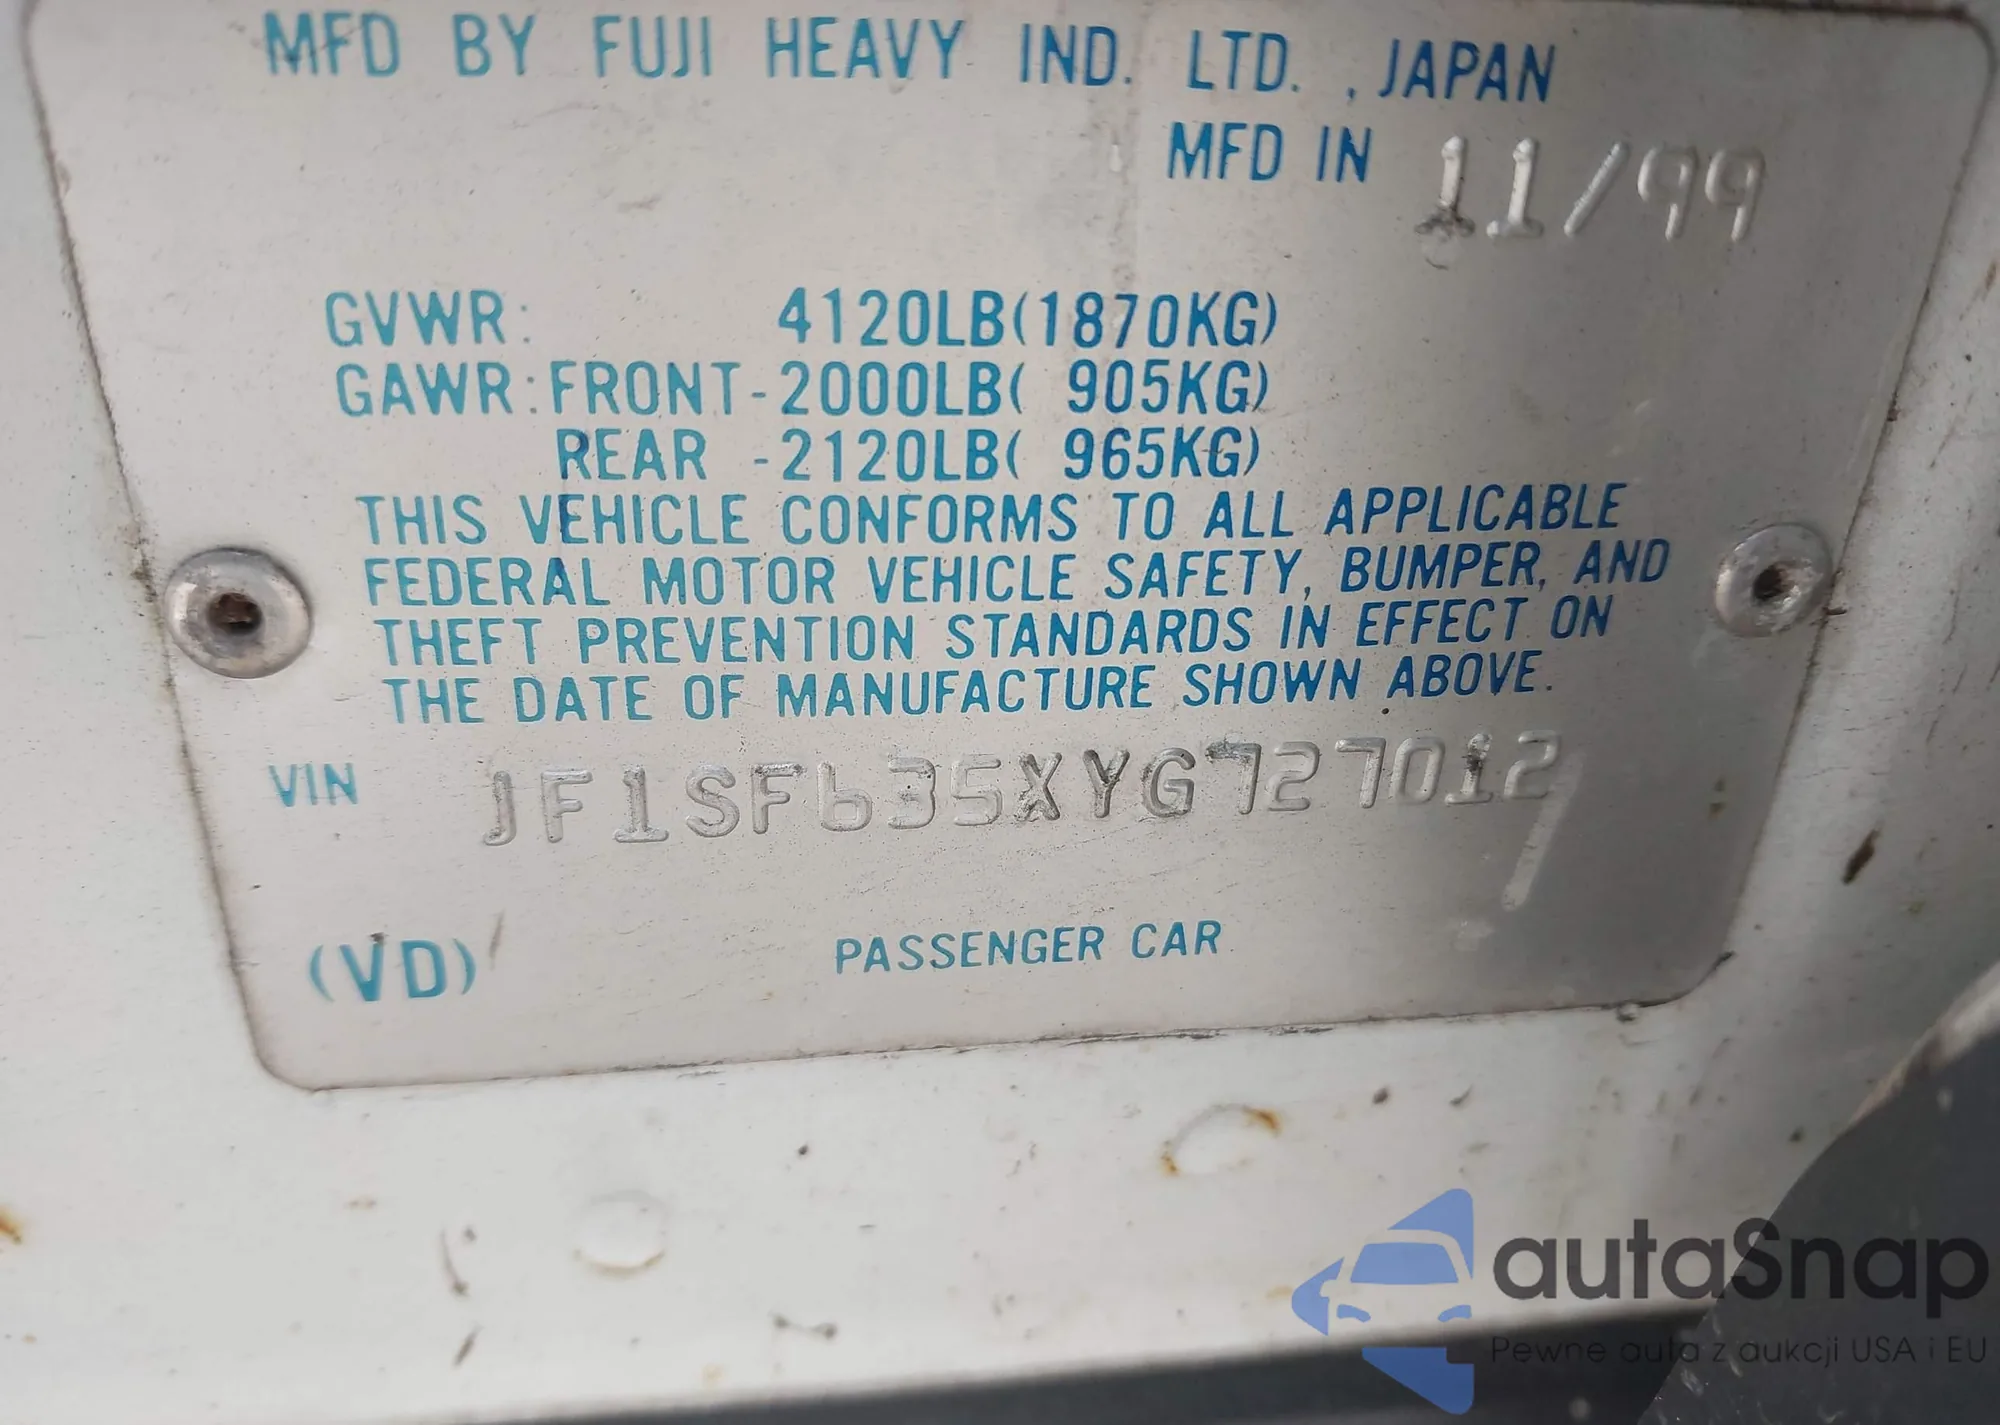 MFD BY FUJI HEAVY IND. LTD. , JAPAN
MFD IN 11/99
GVWR: 4120LB(1870KG)
GAWR:FRONT-2000LB( 905KG)
REAR -2120LB( 965KG)
THIS VEHICLE CONFORMS TO ALL APPLICABLE
FEDERAL MOTOR VEHICLE SAFETY, BUMPER, AND
THEFT PREVENTION STANDARDS IN EFFECT ON
THE DATE OF MANUFACTURE SHOWN ABOVE.
VIN JF1SF635XYG727012
(VD) PASSENGER CAR
autaSnap
Pewne auta z aukcji USA i EU